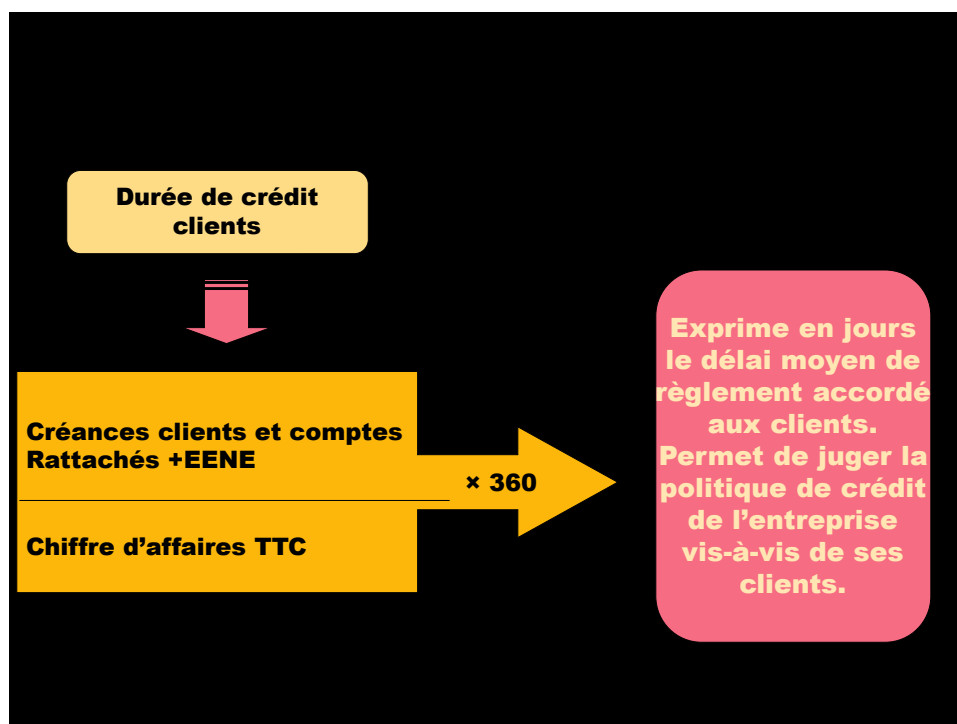 Durée de crédit
clients
Créances clients et comptes
Rattachés +EENE
× 360
Chiffre d’affaires TTC
Exprime en jours
le délai moyen de
règlement accordé
aux clients.
Permet de juger la
politique de crédit
de l’entreprise
vis-à-vis de ses
clients.